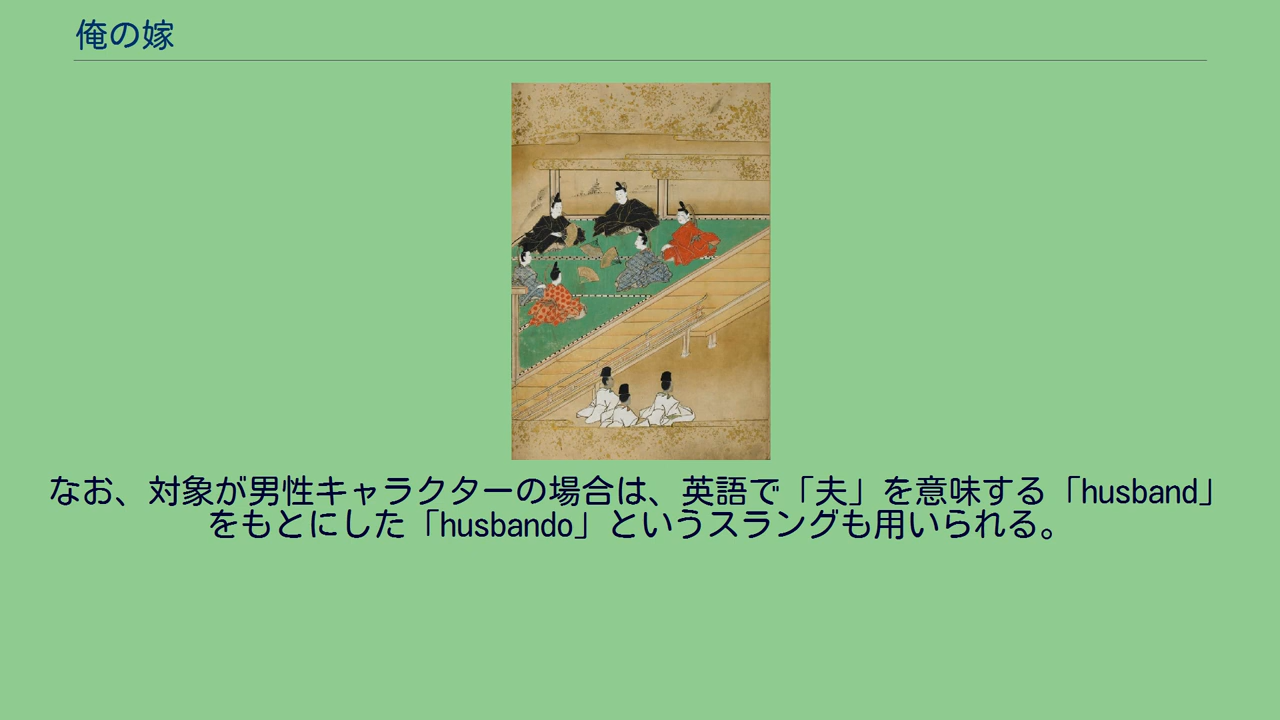 俺の嫁
なお、対象が男性キャラクターの場合は、英語で「夫」を意味する「husband」
をもとにした「husbando」というスラングも用いられる。